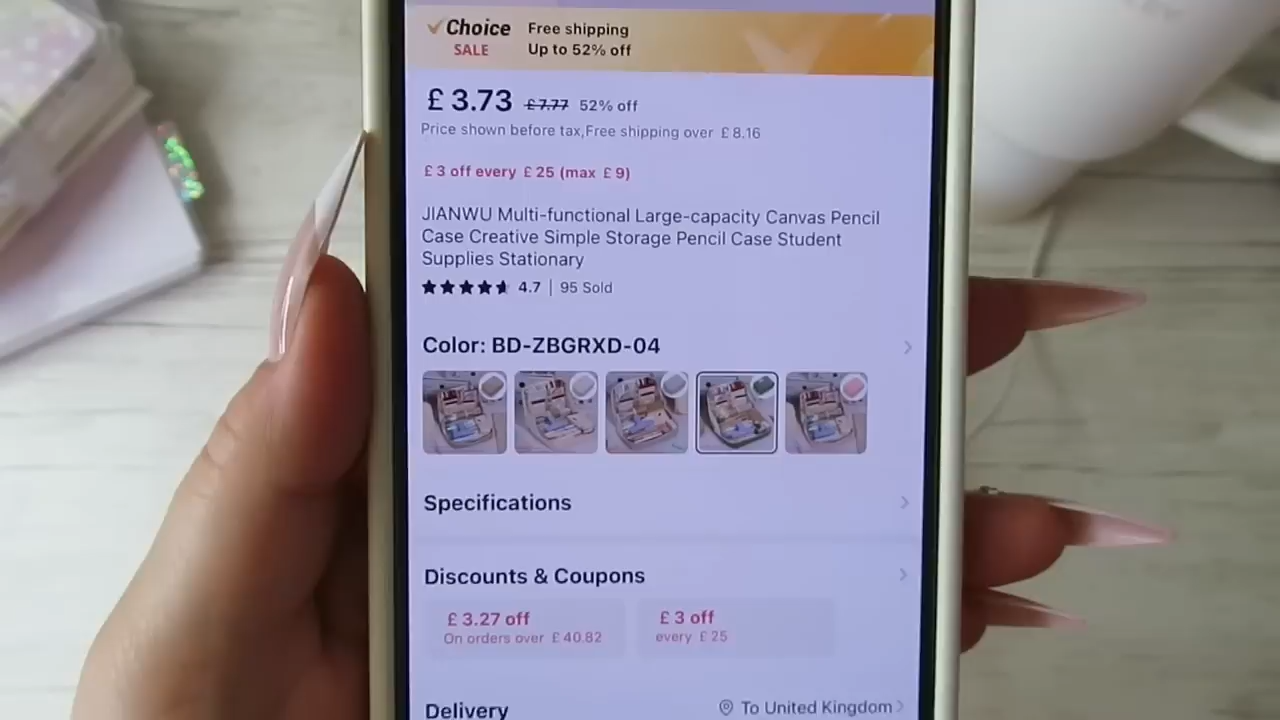 Choice
SALE
Free shipping
Up to 52% off
£ 3.73 £7.77 52% off
Price shown before tax,Free shipping over £ 8.16
£ 3 off every £ 25 (max £ 9)
JIANWU Multi-functional Large-capacity Canvas Pencil
Case Creative Simple Storage Pencil Case Student
Supplies Stationary
4.7 | 95 Sold
Color: BD-ZBGRXD-04
Specifications
Discounts & Coupons
£ 3.27 off
On orders over £ 40.82
£ 3 off
every £ 25
Delivery To United Kingdom